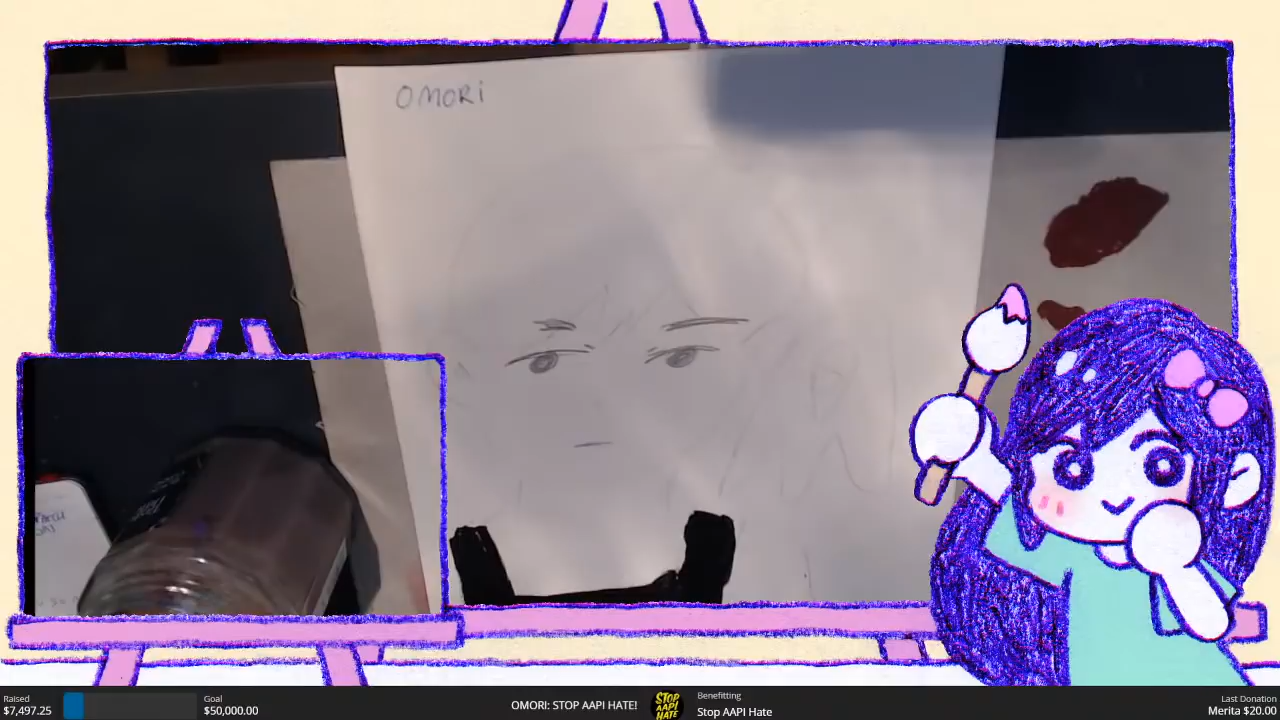 OMORI
Raised
$7,497.25
Goal
$50,000.00
OMORI: STOP AAPI HATE!
STOP
AAPI
HATE
Benefitting
Stop AAPI Hate
Last Donation
Merita $20.00